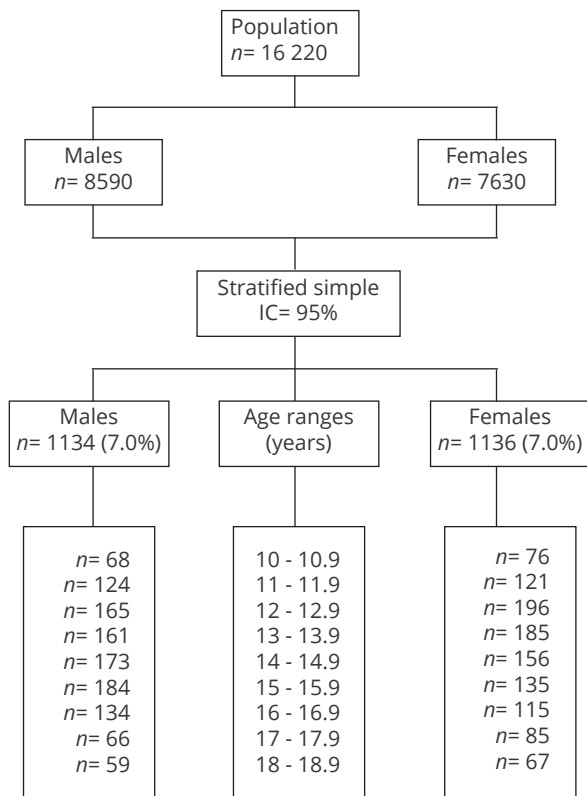 Population
n= 16 220
Males
n= 8590
Females
n= 7630
Stratified simple
IC= 95%
Males
n= 1134 (7.0%)
Age ranges
(years)
Females
n= 1136 (7.0%)
n= 68
n= 124
n= 165
n= 161
n= 173
n= 184
n= 134
n= 66
n= 59
10 - 10.9
11 - 11.9
12 - 12.9
13 - 13.9
14 - 14.9
15 - 15.9
16 - 16.9
17 - 17.9
18 - 18.9
n= 76
n= 121
n= 196
n= 185
n= 156
n= 135
n= 115
n= 85
n= 67